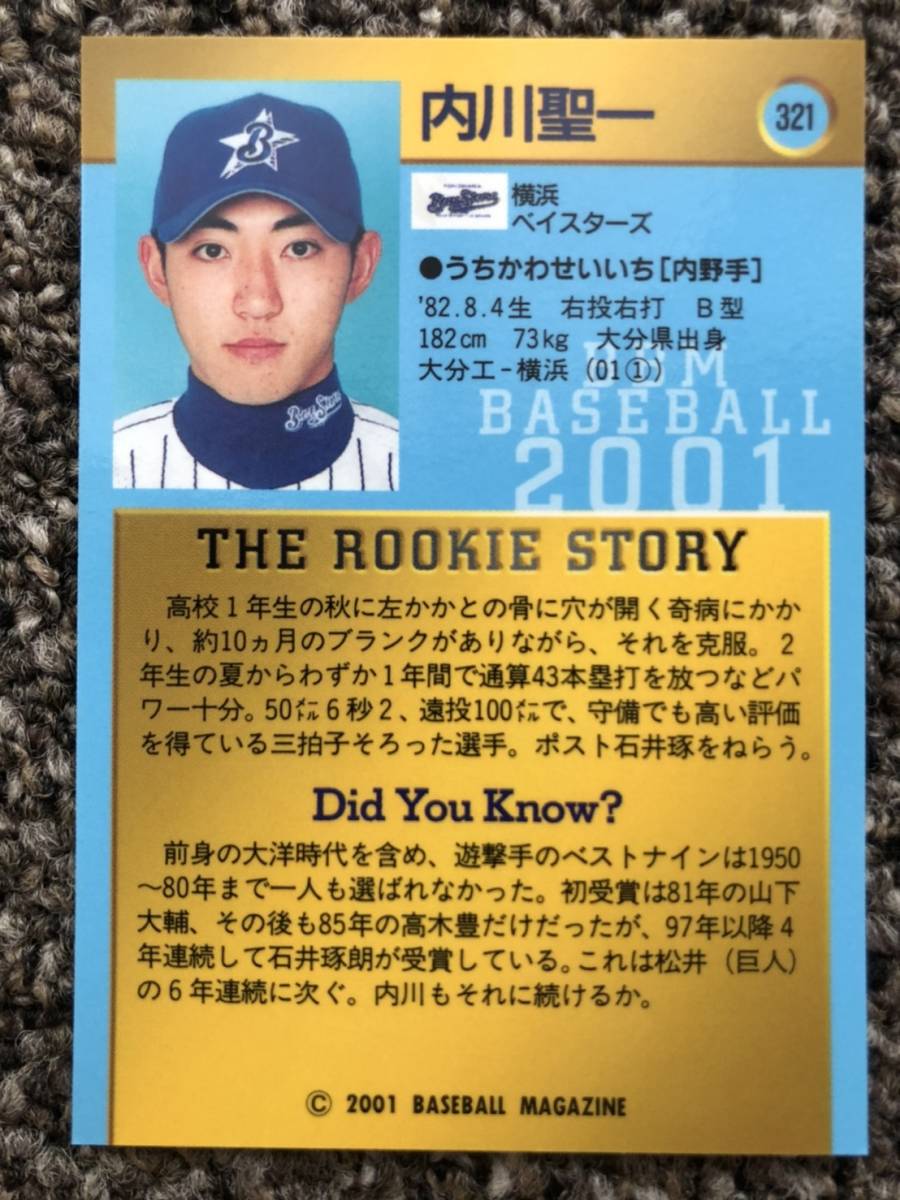 内川聖一
321
B
YOKOHAMA
BayStars
横浜
ベイスターズ
●うちかわせいいち[内野手]
'82.8.4生 右投右打 B型
182cm 73kg 大分県出身
大分工-横浜（01①）
BBM
BASEBALL
2001
BayStars
THE ROOKIE STORY
高校1年生の秋に左かかとの骨に穴が開く奇病にかか
り、約10ヵ月のブランクがありながら、それを克服。2
年生の夏からわずか1年間で通算43本塁打を放つなどパ
ワー十分。50㍍6秒2、遠投100㍍で、守備でも高い評価
を得ている三拍子そろった選手。ポスト石井琢をねらう。
Did You Know?
前身の大洋時代を含め、遊撃手のベストナインは1950
～80年まで一人も選ばれなかった。初受賞は81年の山下
大輔、その後も85年の高木豊だけだったが、97年以降4
年連続して石井琢朗が受賞している。これは松井（巨人）
の6年連続に次ぐ。内川もそれに続けるか。
© 2001 BASEBALL MAGAZINE